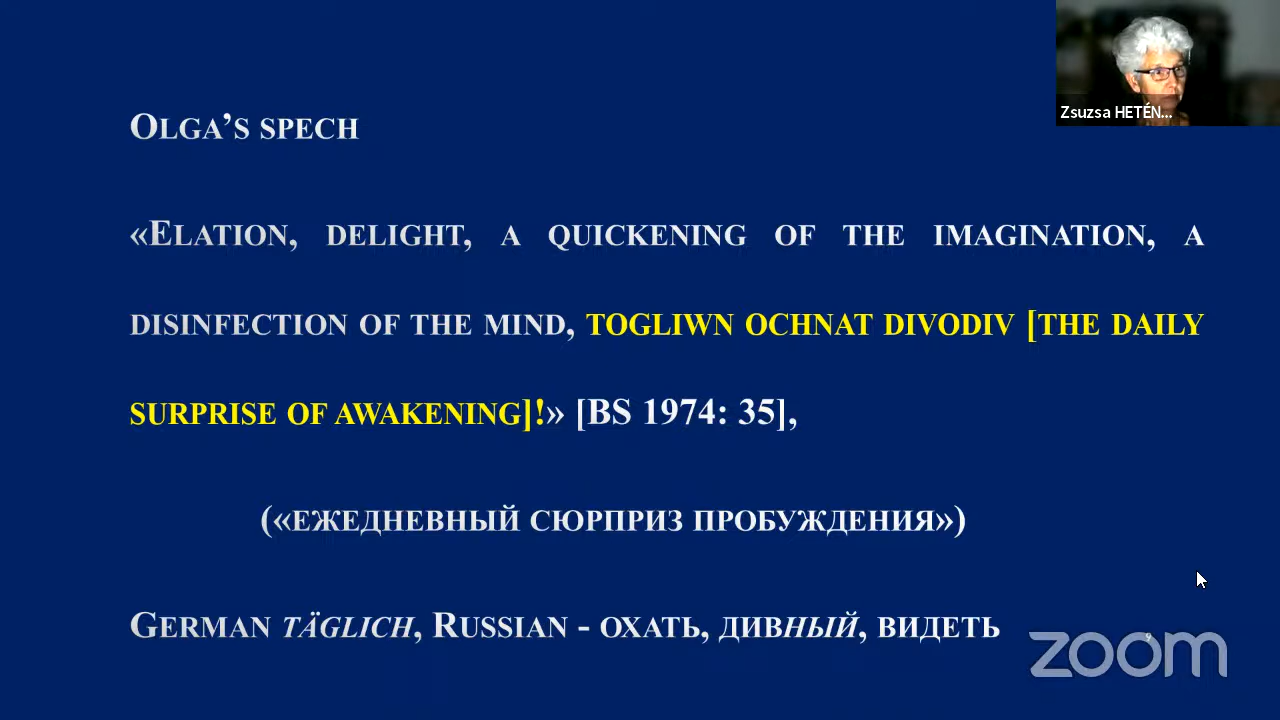 Zsuzsa HETÉN...
OLGA'S SPECH
«ELATION, DELIGHT, A QUICKENING OF THE IMAGINATION, A
DISINFECTION OF THE MIND, TOGLIWN OCHNAT DIVODIV [THE DAILY
SURPRISE OF AWAKENING]!» [BS 1974: 35],
(«ЕЖЕДНЕВНЫЙ СЮРПРИЗ ПРОБУЖДЕНИЯ»)
GERMAN TÄGLICH, RUSSIAN - ОХАТЬ, ДИВНЫЙ, ВИДЕТЬ
9
zoom